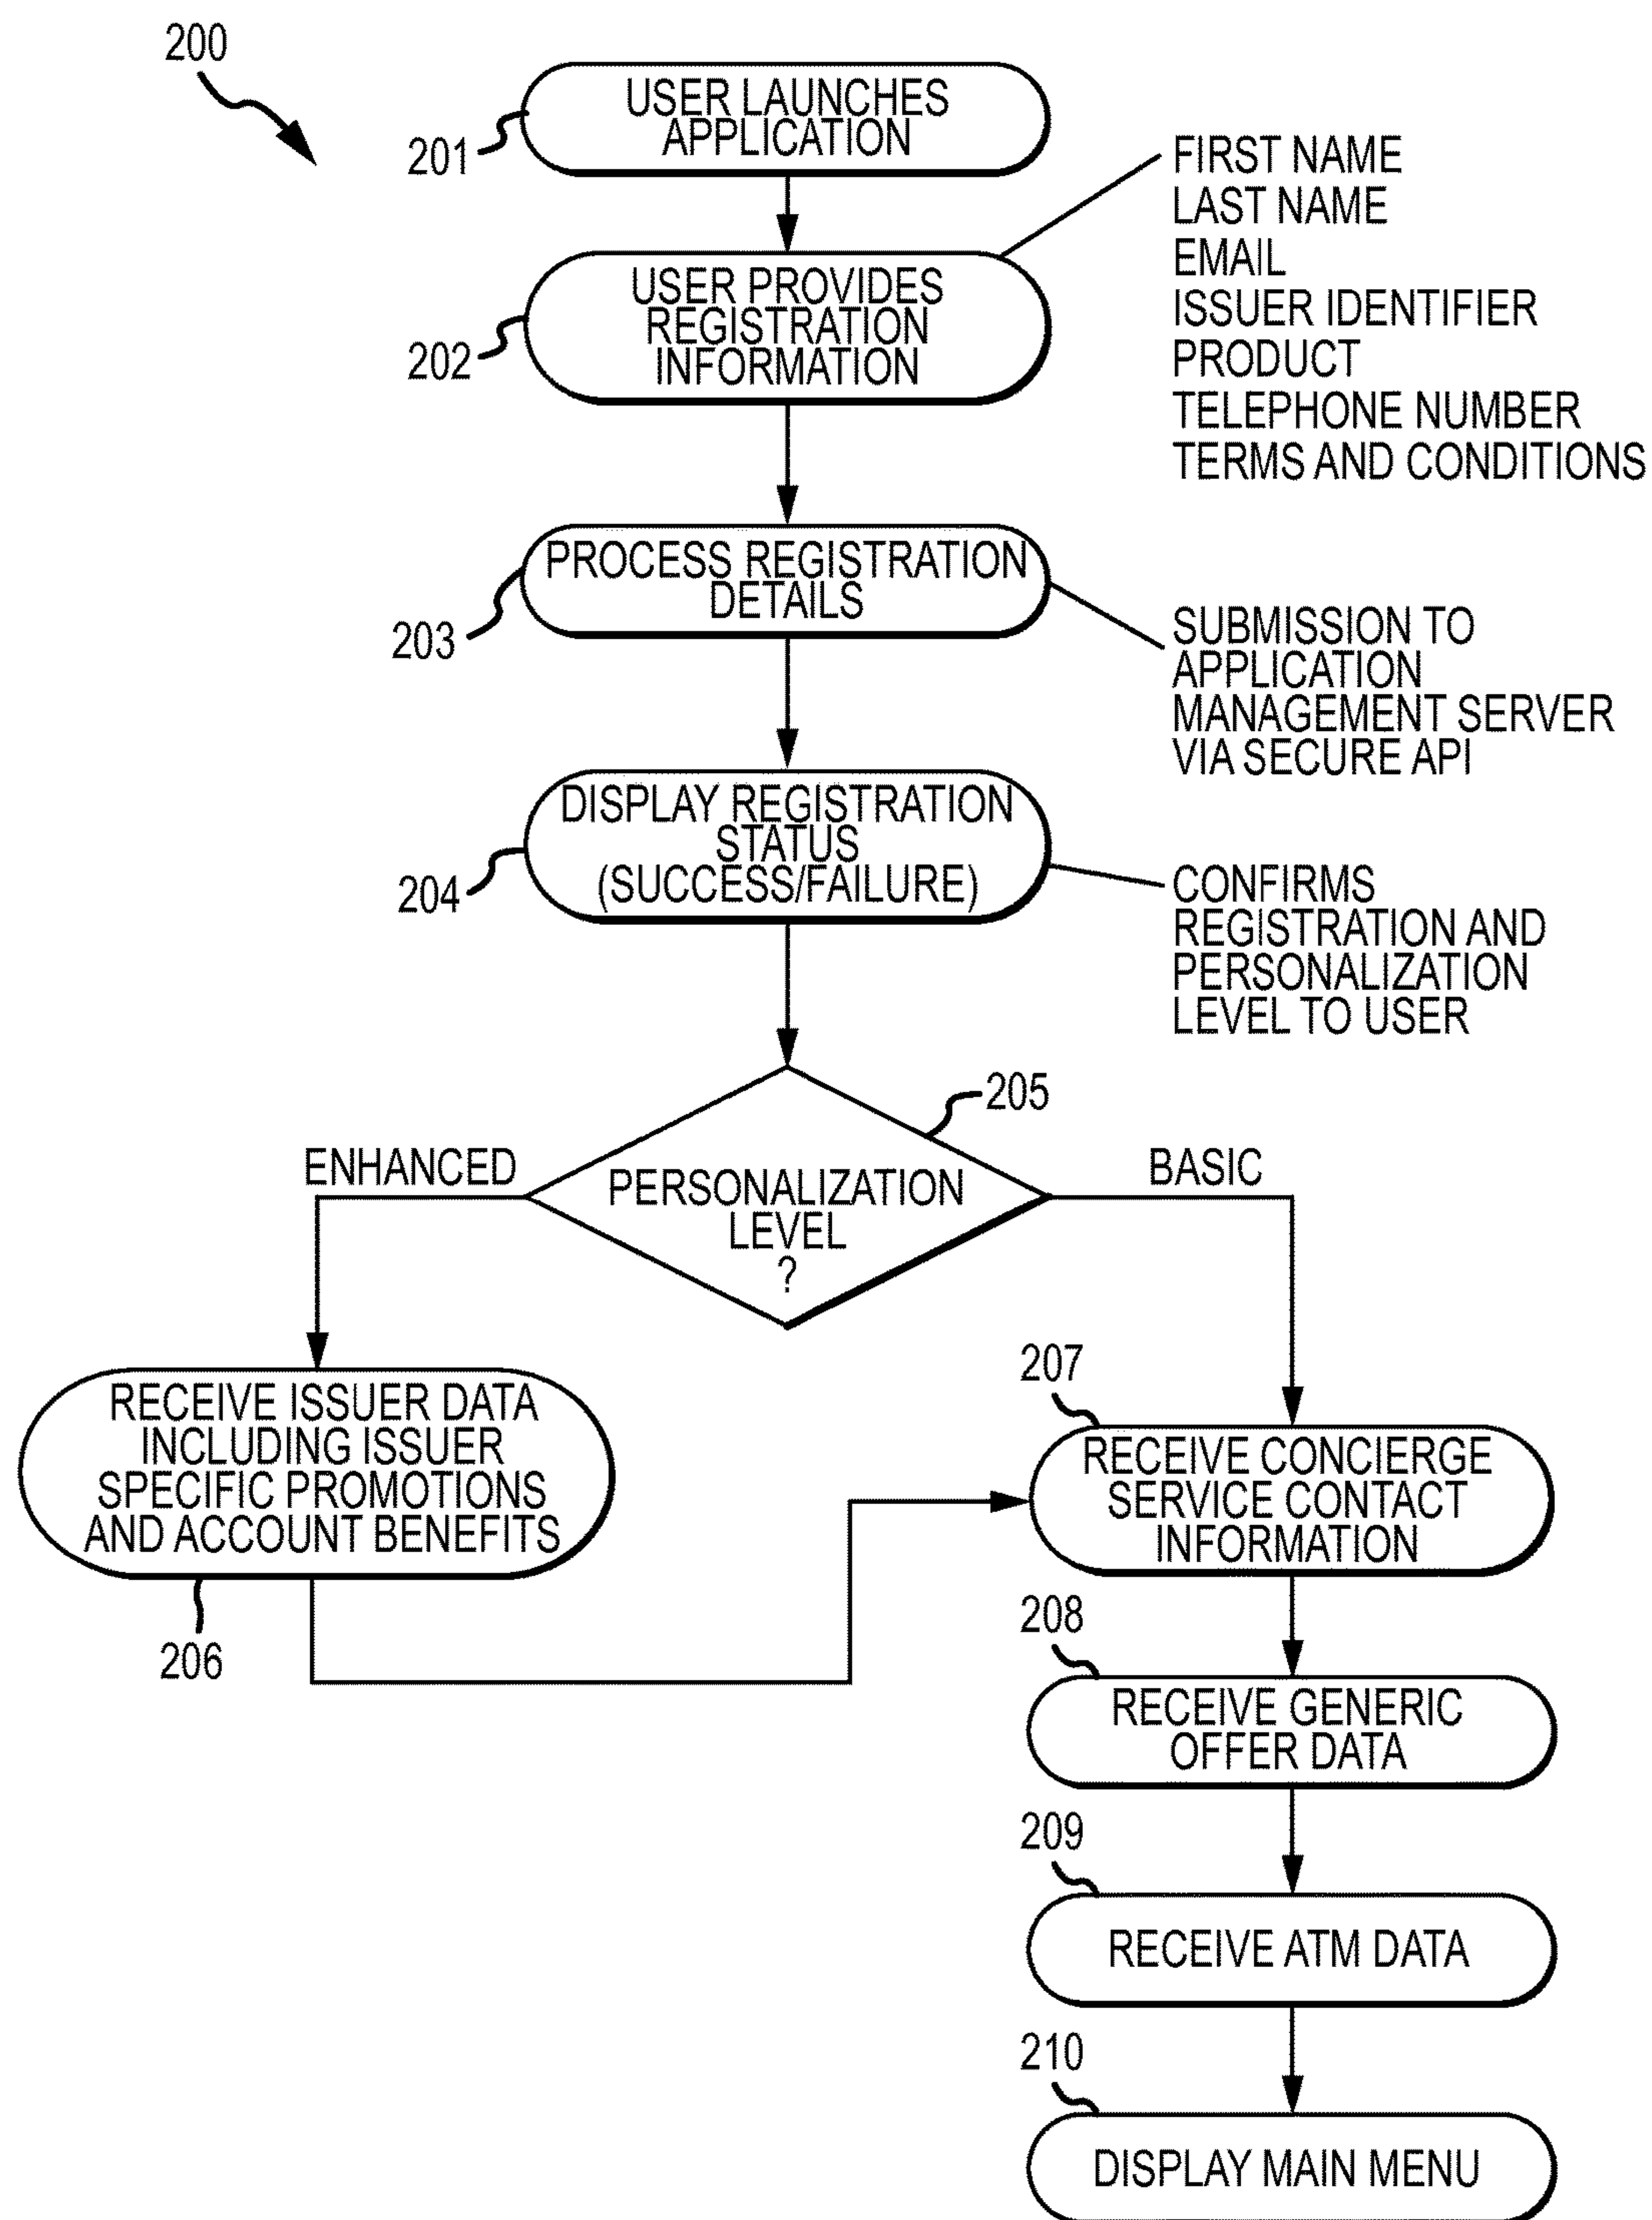 200
USER LAUNCHES
APPLICATION
201
FIRST NAME
LAST NAME
EMAIL
ISSUER IDENTIFIER
PRODUCT
TELEPHONE NUMBER
TERMS AND CONDITIONS
USER PROVIDES
REGISTRATION
INFORMATION
202
PROCESS REGISTRATION
DETAILS
203
SUBMISSION TO
APPLICATION
MANAGEMENT SERVER
VIA SECURE API
DISPLAY REGISTRATION
STATUS
(SUCCESS/FAILURE)
204
CONFIRMS
REGISTRATION AND
PERSONALIZATION
LEVEL TO USER
205
ENHANCED
PERSONALIZATION
LEVEL
?
BASIC
RECEIVE ISSUER DATA
INCLUDING ISSUER
SPECIFIC PROMOTIONS
AND ACCOUNT BENEFITS
206
207
RECEIVE CONCIERGE
SERVICE CONTACT
INFORMATION
208
RECEIVE GENERIC
OFFER DATA
209
RECEIVE ATM DATA
210
DISPLAY MAIN MENU